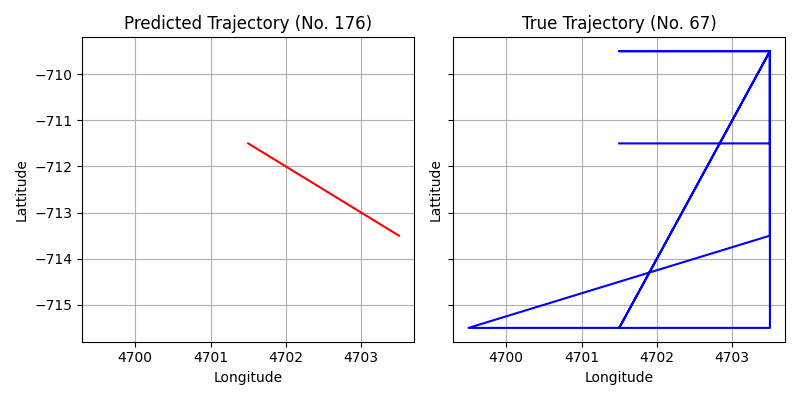 Predicted Trajectory (No. 176)
True Trajectory (No. 67)
Lattitude
−710
−711
−712
−713
−714
−715
4700
4701
4702
4703
Longitude
Lattitude
4700
4701
4702
4703
Longitude